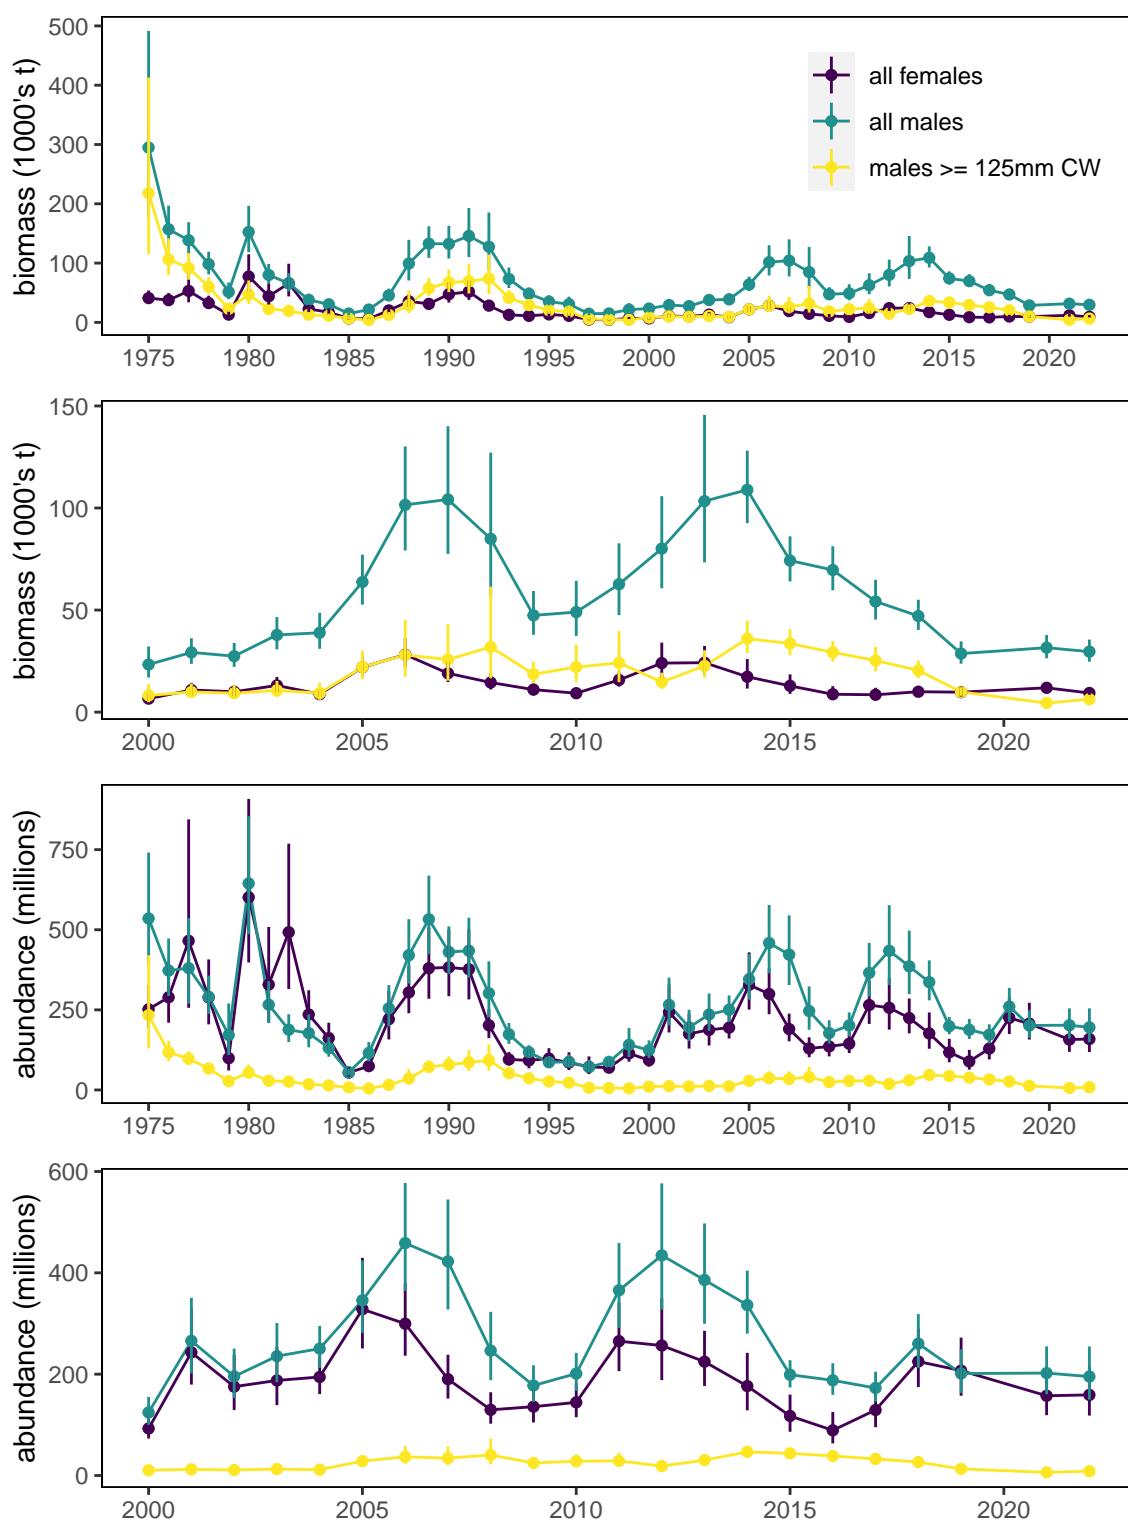 500
400
300
200
100
0
biomass (1000's t)
all females
all males
males >= 125mm CW
1975 1980 1985 1990 1995 2000 2005 2010 2015 2020
150
100
50
0
biomass (1000's t)
2000 2005 2010 2015 2020
750
500
250
0
abundance (millions)
1975 1980 1985 1990 1995 2000 2005 2010 2015 2020
600
400
200
0
abundance (millions)
2000 2005 2010 2015 2020